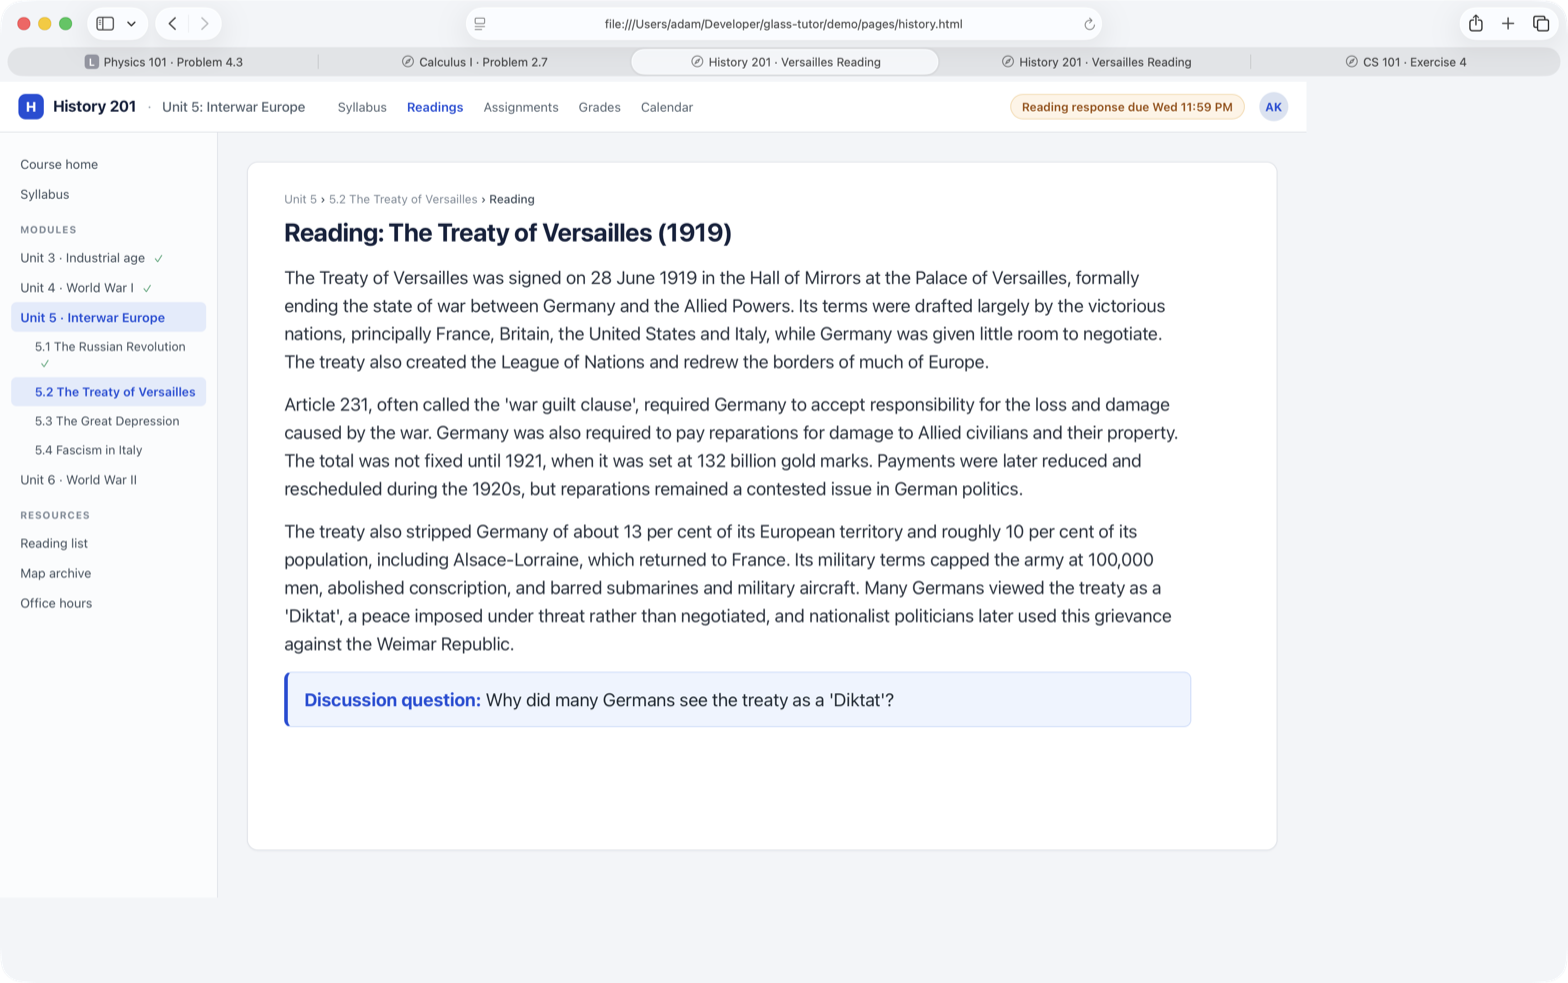 file:///Users/adam/Developer/glass-tutor/demo/pages/history.html
L Physics 101 · Problem 4.3
Calculus I · Problem 2.7
History 201 · Versailles Reading
History 201 · Versailles Reading
CS 101 · Exercise 4
H History 201 · Unit 5: Interwar Europe
Syllabus
Readings
Assignments
Grades
Calendar
Reading response due Wed 11:59 PM
AK
Course home
Syllabus
MODULES
Unit 3 · Industrial age ✓
Unit 4 · World War I ✓
Unit 5 · Interwar Europe
5.1 The Russian Revolution
✓
5.2 The Treaty of Versailles
5.3 The Great Depression
5.4 Fascism in Italy
Unit 6 · World War II
RESOURCES
Reading list
Map archive
Office hours
Unit 5 › 5.2 The Treaty of Versailles › Reading
Reading: The Treaty of Versailles (1919)
The Treaty of Versailles was signed on 28 June 1919 in the Hall of Mirrors at the Palace of Versailles, formally
ending the state of war between Germany and the Allied Powers. Its terms were drafted largely by the victorious
nations, principally France, Britain, the United States and Italy, while Germany was given little room to negotiate.
The treaty also created the League of Nations and redrew the borders of much of Europe.
Article 231, often called the 'war guilt clause', required Germany to accept responsibility for the loss and damage
caused by the war. Germany was also required to pay reparations for damage to Allied civilians and their property.
The total was not fixed until 1921, when it was set at 132 billion gold marks. Payments were later reduced and
rescheduled during the 1920s, but reparations remained a contested issue in German politics.
The treaty also stripped Germany of about 13 per cent of its European territory and roughly 10 per cent of its
population, including Alsace-Lorraine, which returned to France. Its military terms capped the army at 100,000
men, abolished conscription, and barred submarines and military aircraft. Many Germans viewed the treaty as a
'Diktat', a peace imposed under threat rather than negotiated, and nationalist politicians later used this grievance
against the Weimar Republic.
Discussion question: Why did many Germans see the treaty as a 'Diktat'?